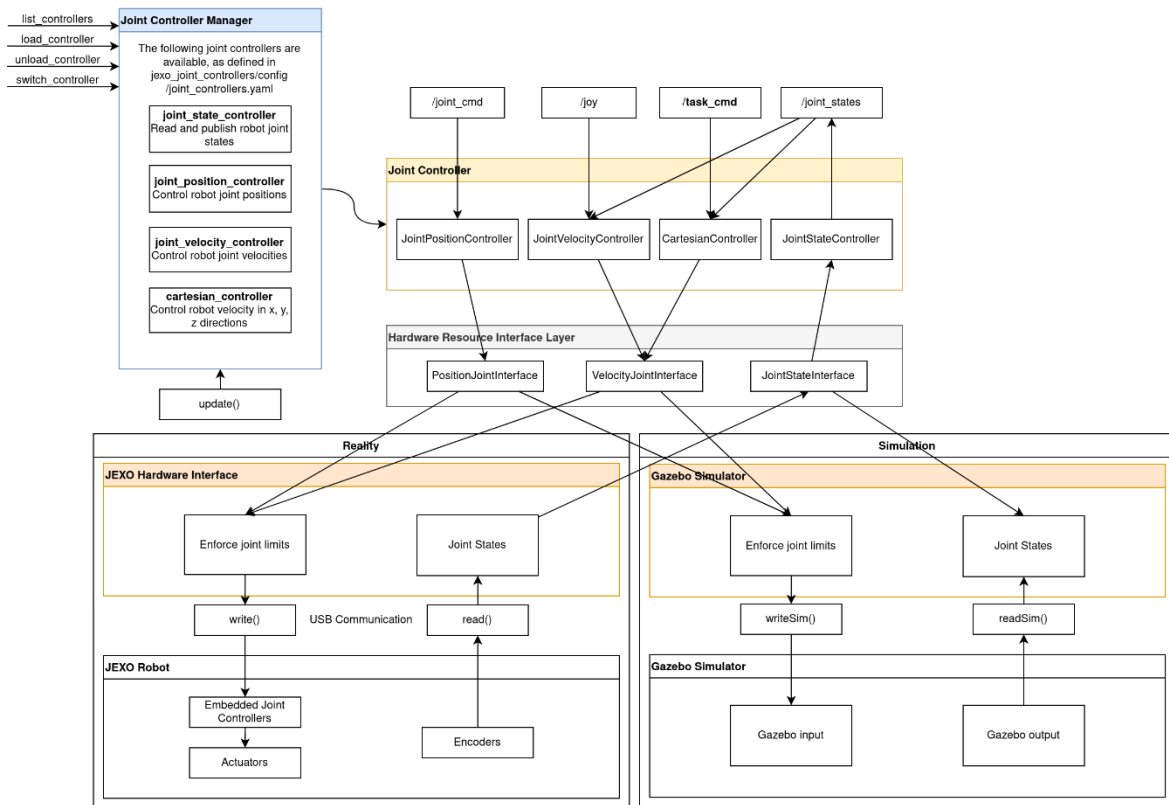 list_controllers
load_controller
unload_controller
switch_controller
Joint Controller Manager
The following joint controllers are
available, as defined in
jexo_joint_controllers/config
/joint_controllers.yaml
joint_state_controller
Read and publish robot joint
states
joint_position_controller
Control robot joint positions
joint_velocity_controller
Control robot joint velocities
cartesian_controller
Control robot velocity in x, y,
z directions
update()
/joint_cmd
/joy
/task_cmd
/joint_states
Joint Controller
JointPositionController
JointVelocityController
CartesianController
JointStateController
Hardware Resource Interface Layer
PositionJointInterface
VelocityJointInterface
JointStateInterface
Reality
JEXO Hardware Interface
Enforce joint limits
Joint States
write()
USB Communication
read()
JEXO Robot
Embedded Joint
Controllers
Actuators
Encoders
Simulation
Gazebo Simulator
Enforce joint limits
Joint States
writeSim()
readSim()
Gazebo Simulator
Gazebo input
Gazebo output